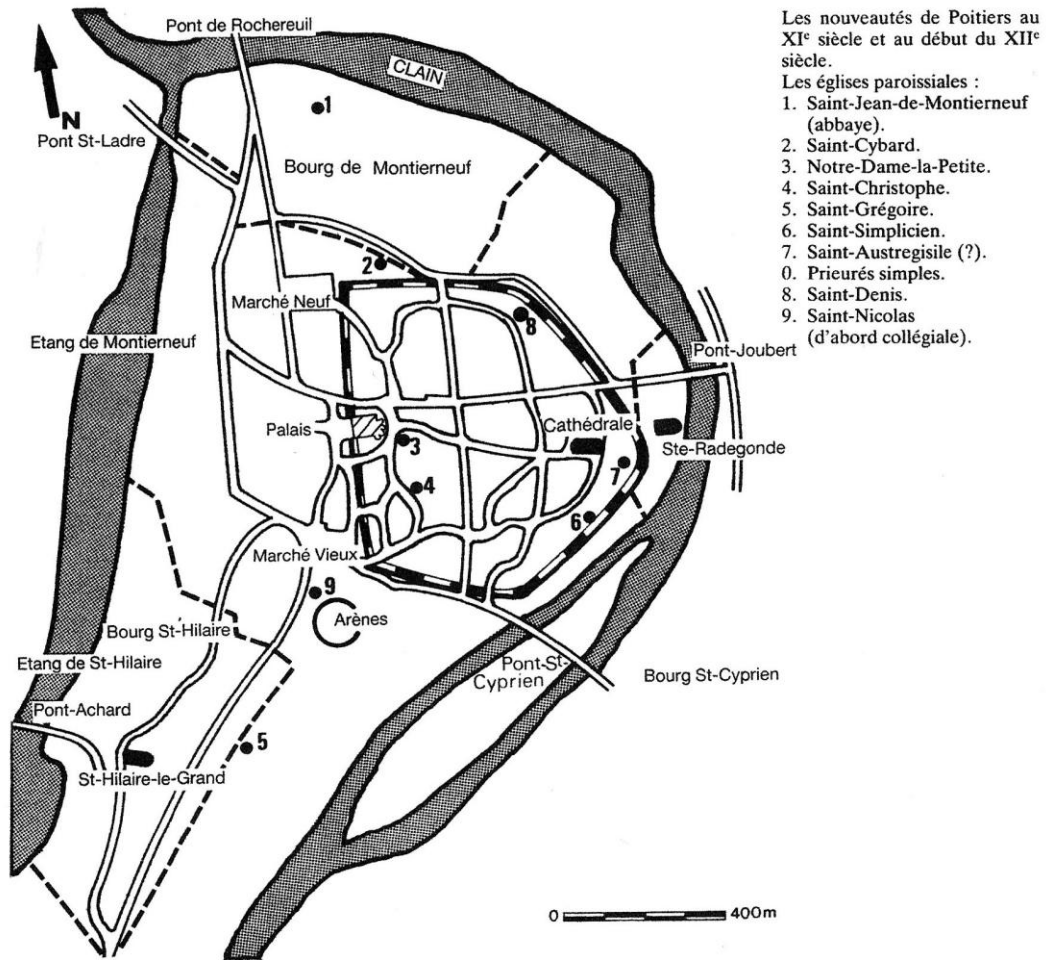 Les nouveautés de Poitiers au
XIᵉ siècle et au début du XIIᵉ
siècle.
Les églises paroissiales :
1. Saint-Jean-de-Montierneuf
(abbaye).
2. Saint-Cybard.
3. Notre-Dame-la-Petite.
4. Saint-Christophe.
5. Saint-Grégoire.
6. Saint-Simplicien.
7. Saint-Austregisile (?).
0. Prieurés simples.
8. Saint-Denis.
9. Saint-Nicolas
(d'abord collégiale).
Pont de Rochereuil
CLAIN
N
1
Pont St-Ladre
Bourg de Montierneuf
2
Marché Neuf
8
Etang de Montierneuf
Pont-Joubert
Palais
3
Cathédrale
Ste-Radegonde
7
4
6
Marché Vieux
9
Arènes
Bourg St-Hilaire
Etang de St-Hilaire
Pont-St-
Cyprien
Bourg St-Cyprien
Pont-Achard
5
St-Hilaire-le-Grand
0
400m